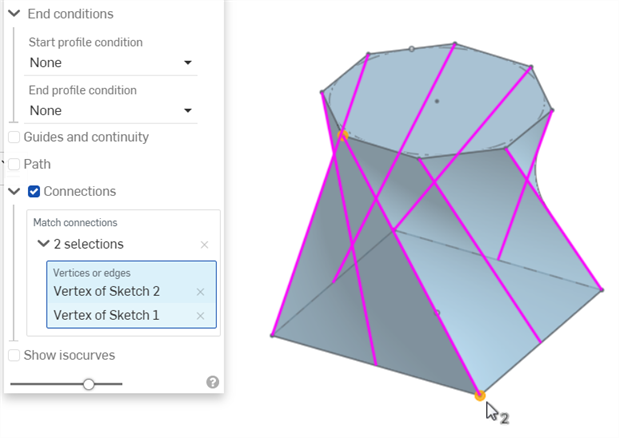 End conditions
Start profile condition
None
End profile condition
None
Guides and continuity
Path
Connections
Match connections
2 selections
Vertices or edges
Vertex of Sketch 2
Vertex of Sketch 1
Show isocurves
2